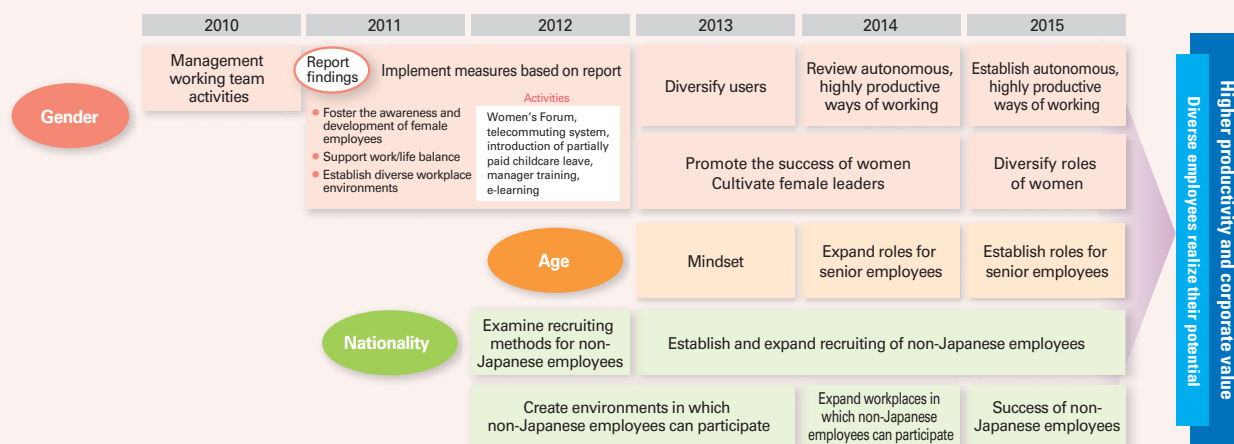 2010
2011
2012
2013
2014
2015
Gender
Management
working team
activities
Report
findings
Implement measures based on report
Foster the awareness and
development of female
employees
Support work/life balance
Establish diverse workplace
environments
Activities
Women's Forum,
telecommuting system,
introduction of partially
paid childcare leave,
manager training,
e-learning
Diversify users
Review autonomous,
highly productive
ways of working
Establish autonomous,
highly productive
ways of working
Promote the success of women
Cultivate female leaders
Diversify roles
of women
Age
Mindset
Expand roles for
senior employees
Establish roles for
senior employees
Nationality
Examine recruiting
methods for non-
Japanese employees
Establish and expand recruiting of non-Japanese employees
Create environments in which
non-Japanese employees can participate
Expand workplaces in
which non-Japanese
employees can participate
Success of non-
Japanese employees
Diverse employees realize their potential
Higher productivity and corporate value